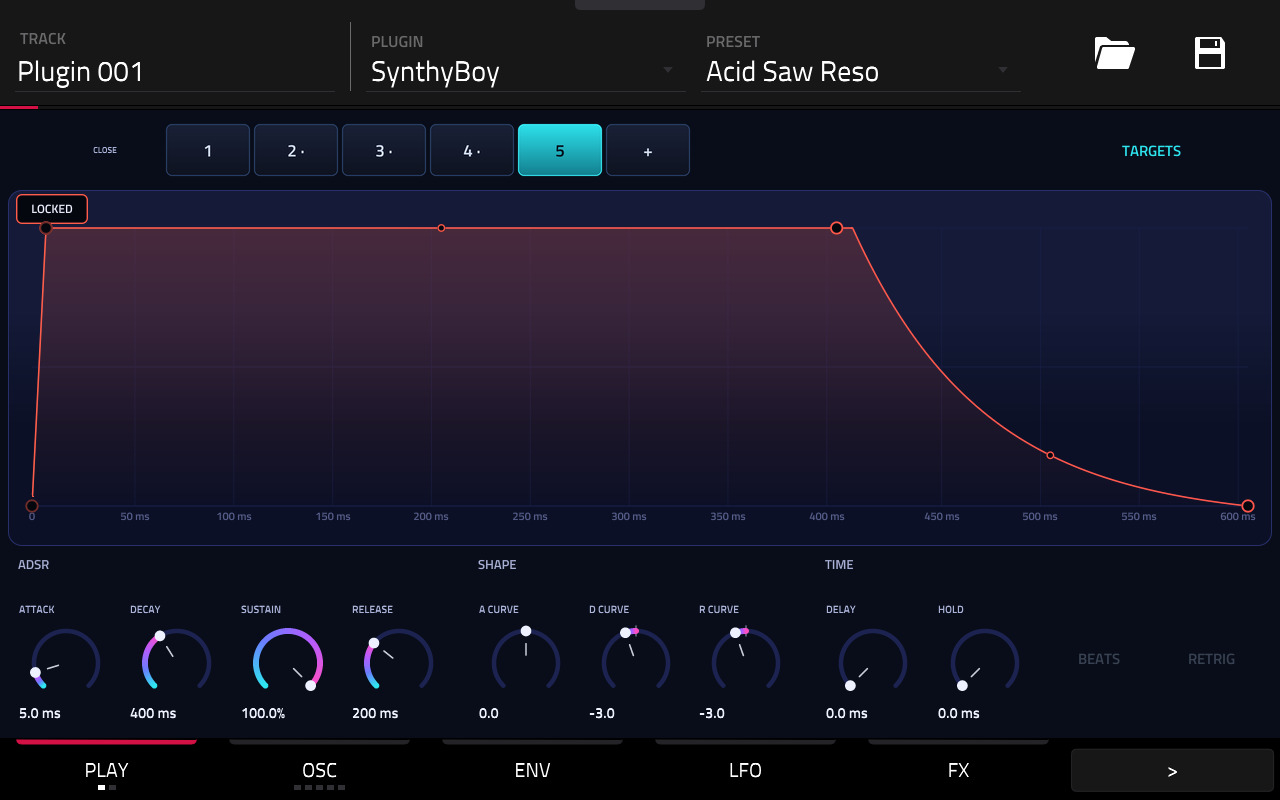 TRACK
Plugin 001
PLUGIN
SynthyBoy
PRESET
Acid Saw Reso
CLOSE
1
2 ·
3 ·
4 ·
5
+
TARGETS
LOCKED
0
50 ms
100 ms
150 ms
200 ms
250 ms
300 ms
350 ms
400 ms
450 ms
500 ms
550 ms
600 ms
ADSR
SHAPE
TIME
ATTACK
DECAY
SUSTAIN
RELEASE
A CURVE
D CURVE
R CURVE
DELAY
HOLD
BEATS
RETRIG
5.0 ms
400 ms
100.0%
200 ms
0.0
-3.0
-3.0
0.0 ms
0.0 ms
PLAY
OSC
ENV
LFO
FX
>